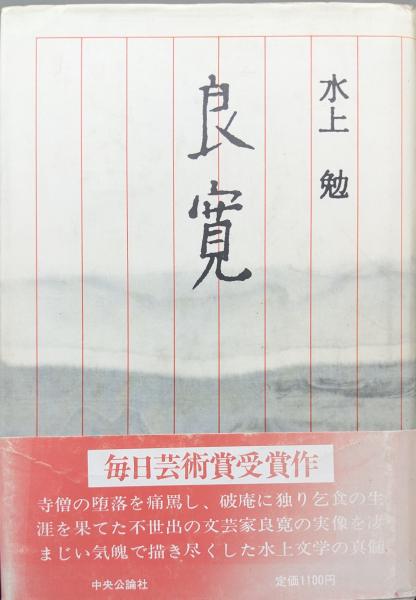 水上 勉
良寛
毎日芸術賞受賞作
寺僧の堕落を痛罵し、破庵に独り乞食の生
涯を果てた不世出の文芸家良寛の実像を凄
まじい気魄で描き尽くした水上文学の真髄
中央公論社
定価1100円